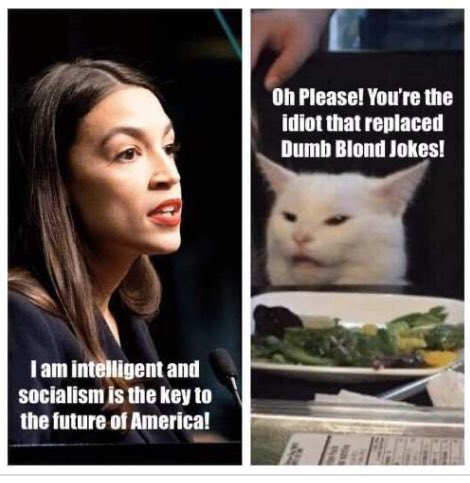 I am intelligent and
socialism is the key to
the future of America!
Oh Please! You're the
idiot that replaced
Dumb Blond Jokes!